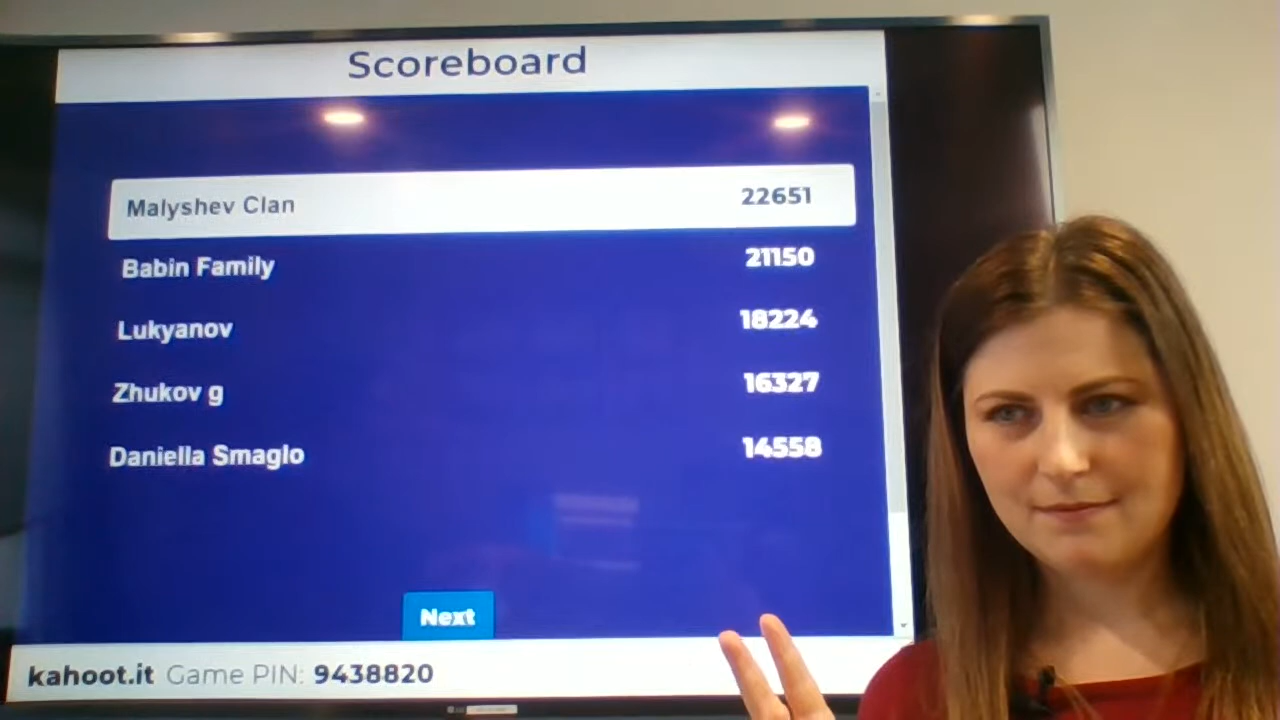 Scoreboard
Malyshev Clan 22651
Babin Family 21150
Lukyanov 18224
Zhukov g 16327
Daniella Smaglo 14558
Next
kahoot.it Game PIN: 9438820